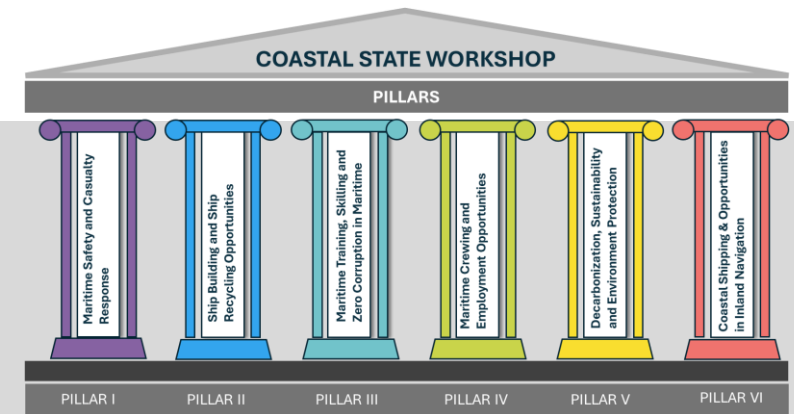 COASTAL STATE WORKSHOP
PILLARS
Maritime Safety and Casualty
Response
Ship Building and Ship
Recycling Opportunities
Maritime Training, Skilling and
Zero Corruption in Maritime
Maritime Crewing and
Employment Opportunities
Decarbonization, Sustainability
and Environment Protection
Coastal Shipping & Opportunities
in Inland Navigation
PILLAR I
PILLAR II
PILLAR III
PILLAR IV
PILLAR V
PILLAR VI